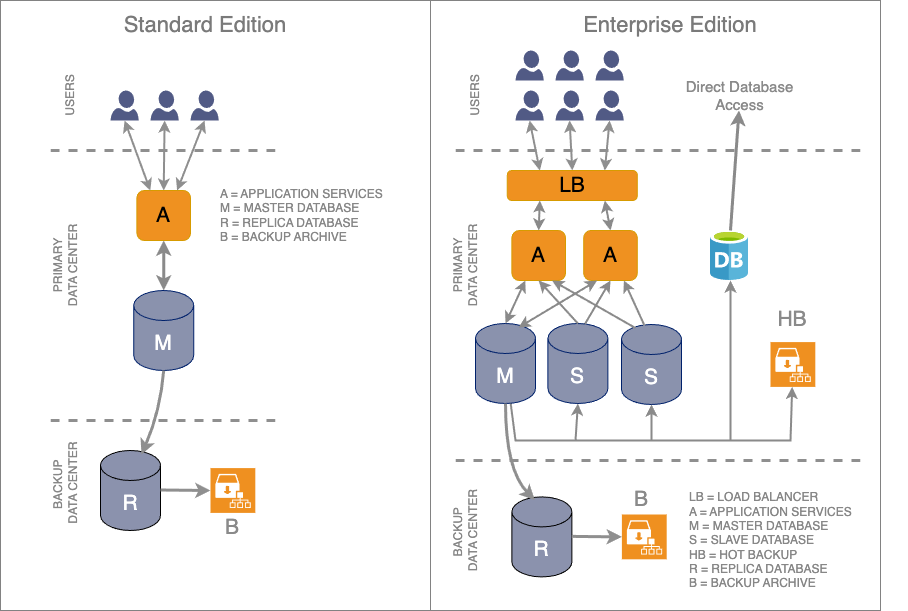 Standard Edition
USERS
A
A = APPLICATION SERVICES
M = MASTER DATABASE
R = REPLICA DATABASE
B = BACKUP ARCHIVE
PRIMARY
DATA CENTER
M
BACKUP
DATA CENTER
R
B
Enterprise Edition
USERS
Direct Database
Access
LB
PRIMARY
DATA CENTER
A
A
DB
HB
M
S
S
BACKUP
DATA CENTER
R
B
LB = LOAD BALANCER
A = APPLICATION SERVICES
M = MASTER DATABASE
S = SLAVE DATABASE
HB = HOT BACKUP
R = REPLICA DATABASE
B = BACKUP ARCHIVE